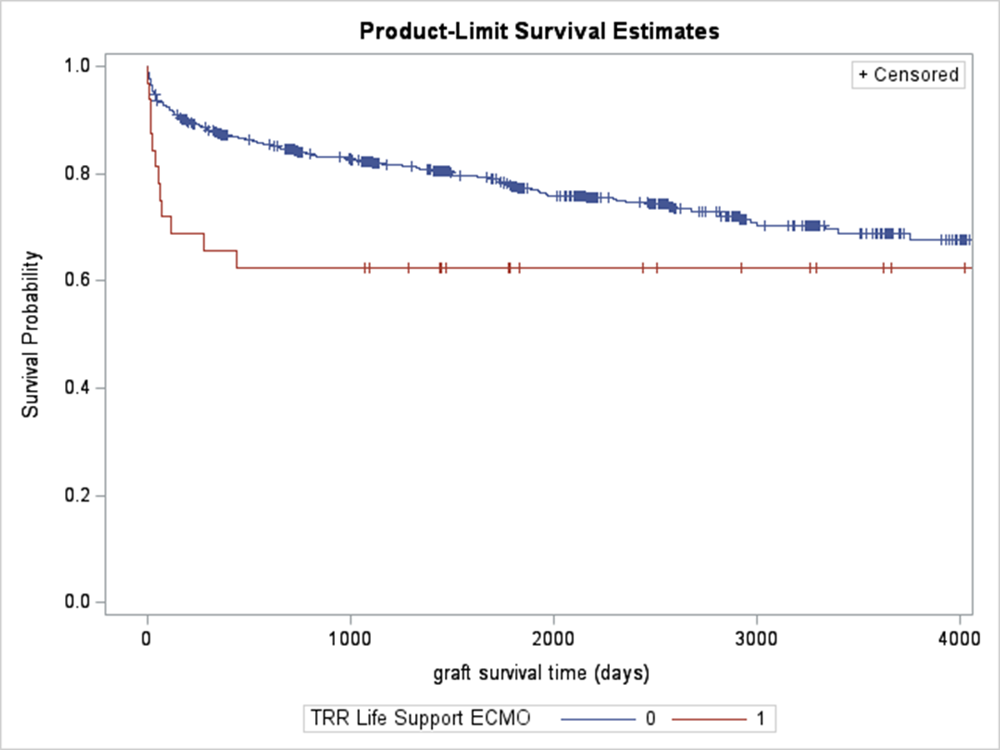 Product-Limit Survival Estimates
+ Censored
1.0
0.8
0.6
0.4
0.2
0.0
Survival Probability
0 1000 2000 3000 4000
graft survival time (days)
TRR Life Support ECMO 0 1